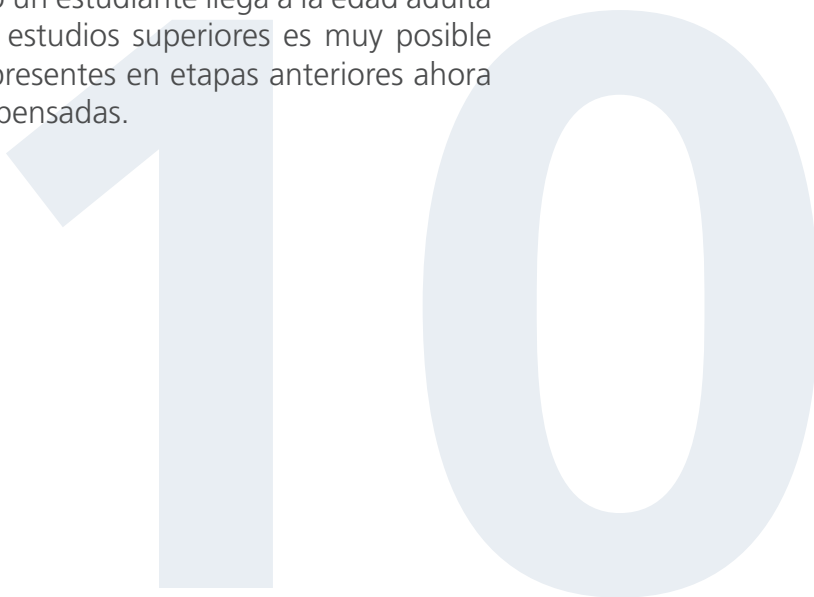 un estudiante llega a la edad adulta
estudios superiores es muy posible
presentes en etapas anteriores ahora
pensadas.
10